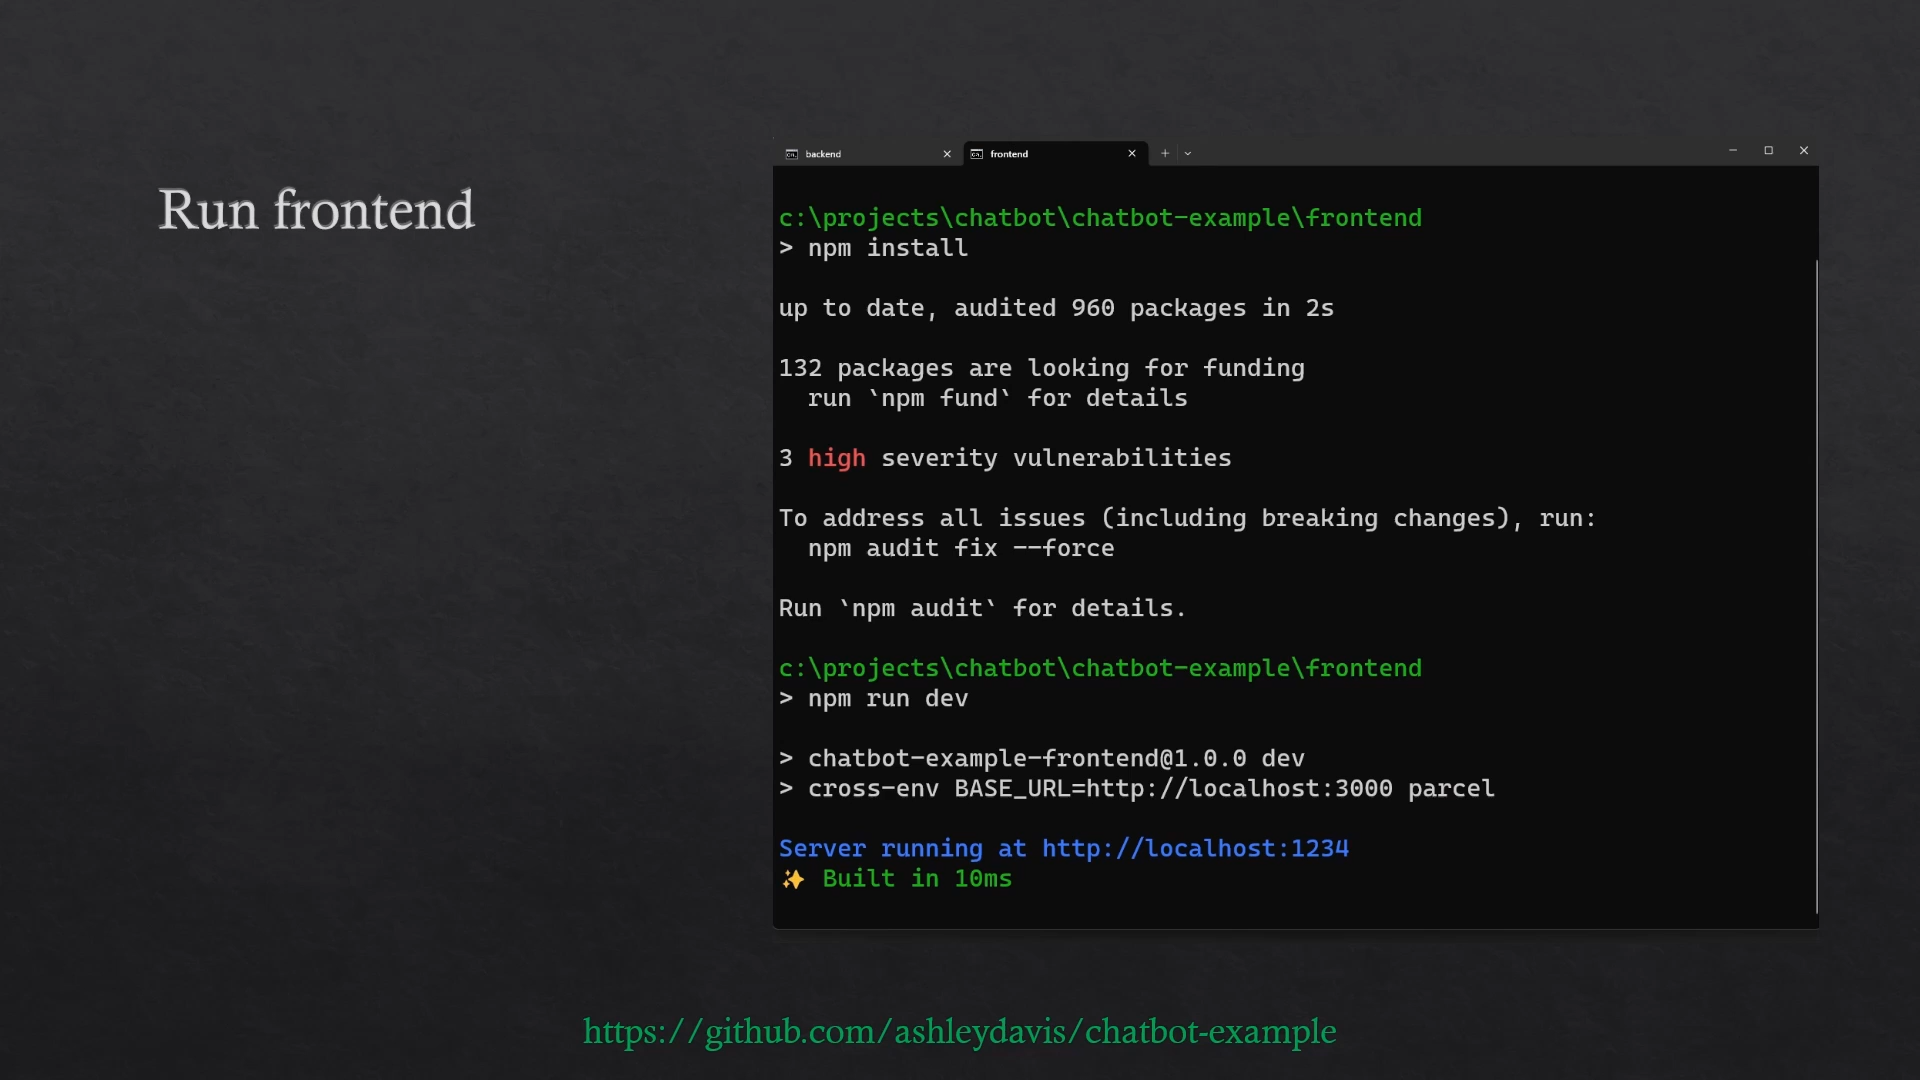 Run frontend
backend
frontend
c:\projects\chatbot\chatbot-example\frontend
> npm install
up to date, audited 960 packages in 2s
132 packages are looking for funding
run `npm fund` for details
3 high severity vulnerabilities
To address all issues (including breaking changes), run:
npm audit fix --force
Run `npm audit` for details.
c:\projects\chatbot\chatbot-example\frontend
> npm run dev
> chatbot-example-frontend@1.0.0 dev
> cross-env BASE_URL=http://localhost:3000 parcel
Server running at http://localhost:1234
✨ Built in 10ms
https://github.com/ashleydavis/chatbot-example